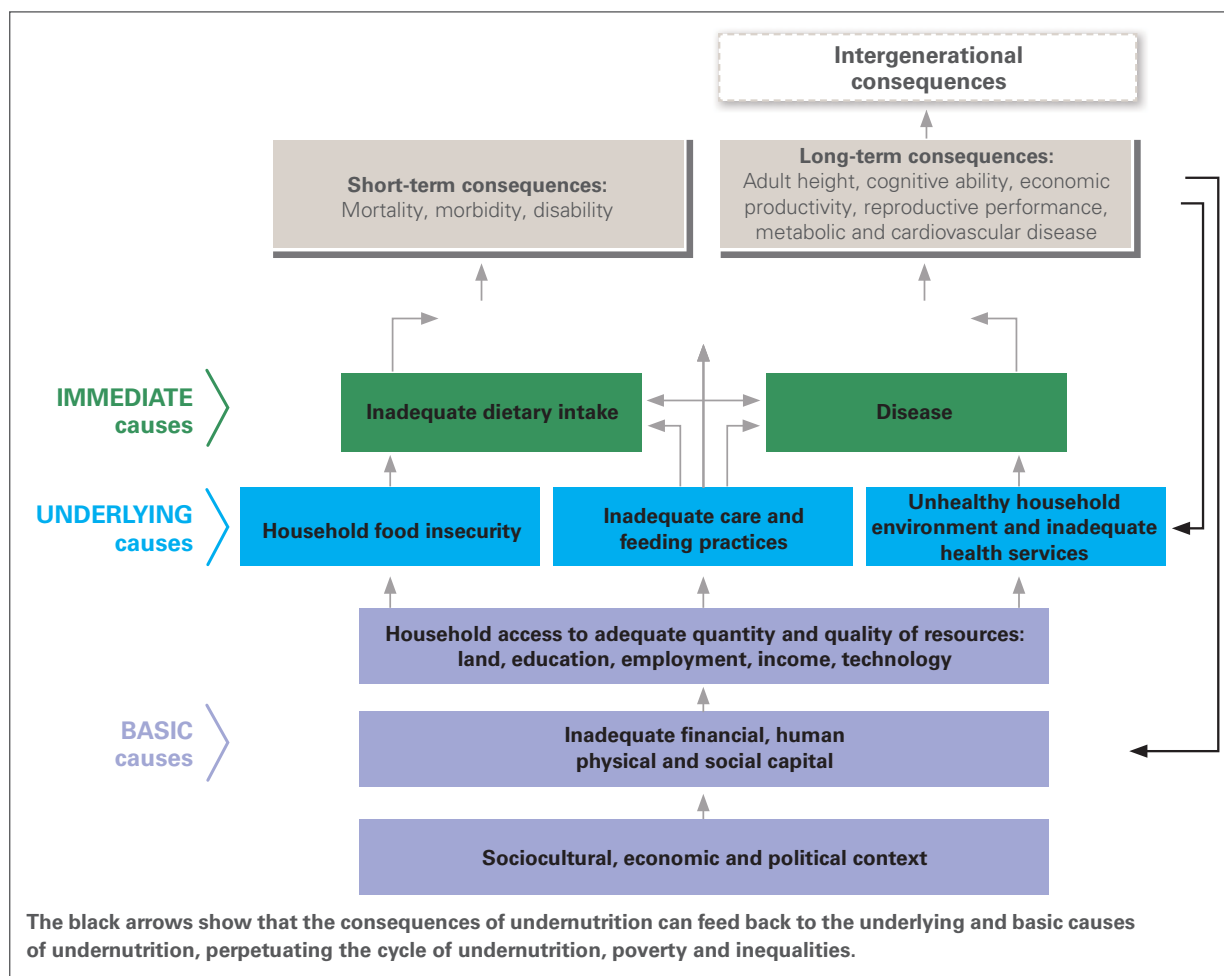 Intergenerational
consequences
Short-term consequences:
Mortality, morbidity, disability
Long-term consequences:
Adult height, cognitive ability, economic
productivity, reproductive performance,
metabolic and cardiovascular disease
IMMEDIATE
causes
Inadequate dietary intake
Disease
UNDERLYING
causes
Household food insecurity
Inadequate care and
feeding practices
Unhealthy household
environment and inadequate
health services
Household access to adequate quantity and quality of resources:
land, education, employment, income, technology
BASIC
causes
Inadequate financial, human
physical and social capital
Sociocultural, economic and political context
The black arrows show that the consequences of undernutrition can feed back to the underlying and basic causes
of undernutrition, perpetuating the cycle of undernutrition, poverty and inequalities.